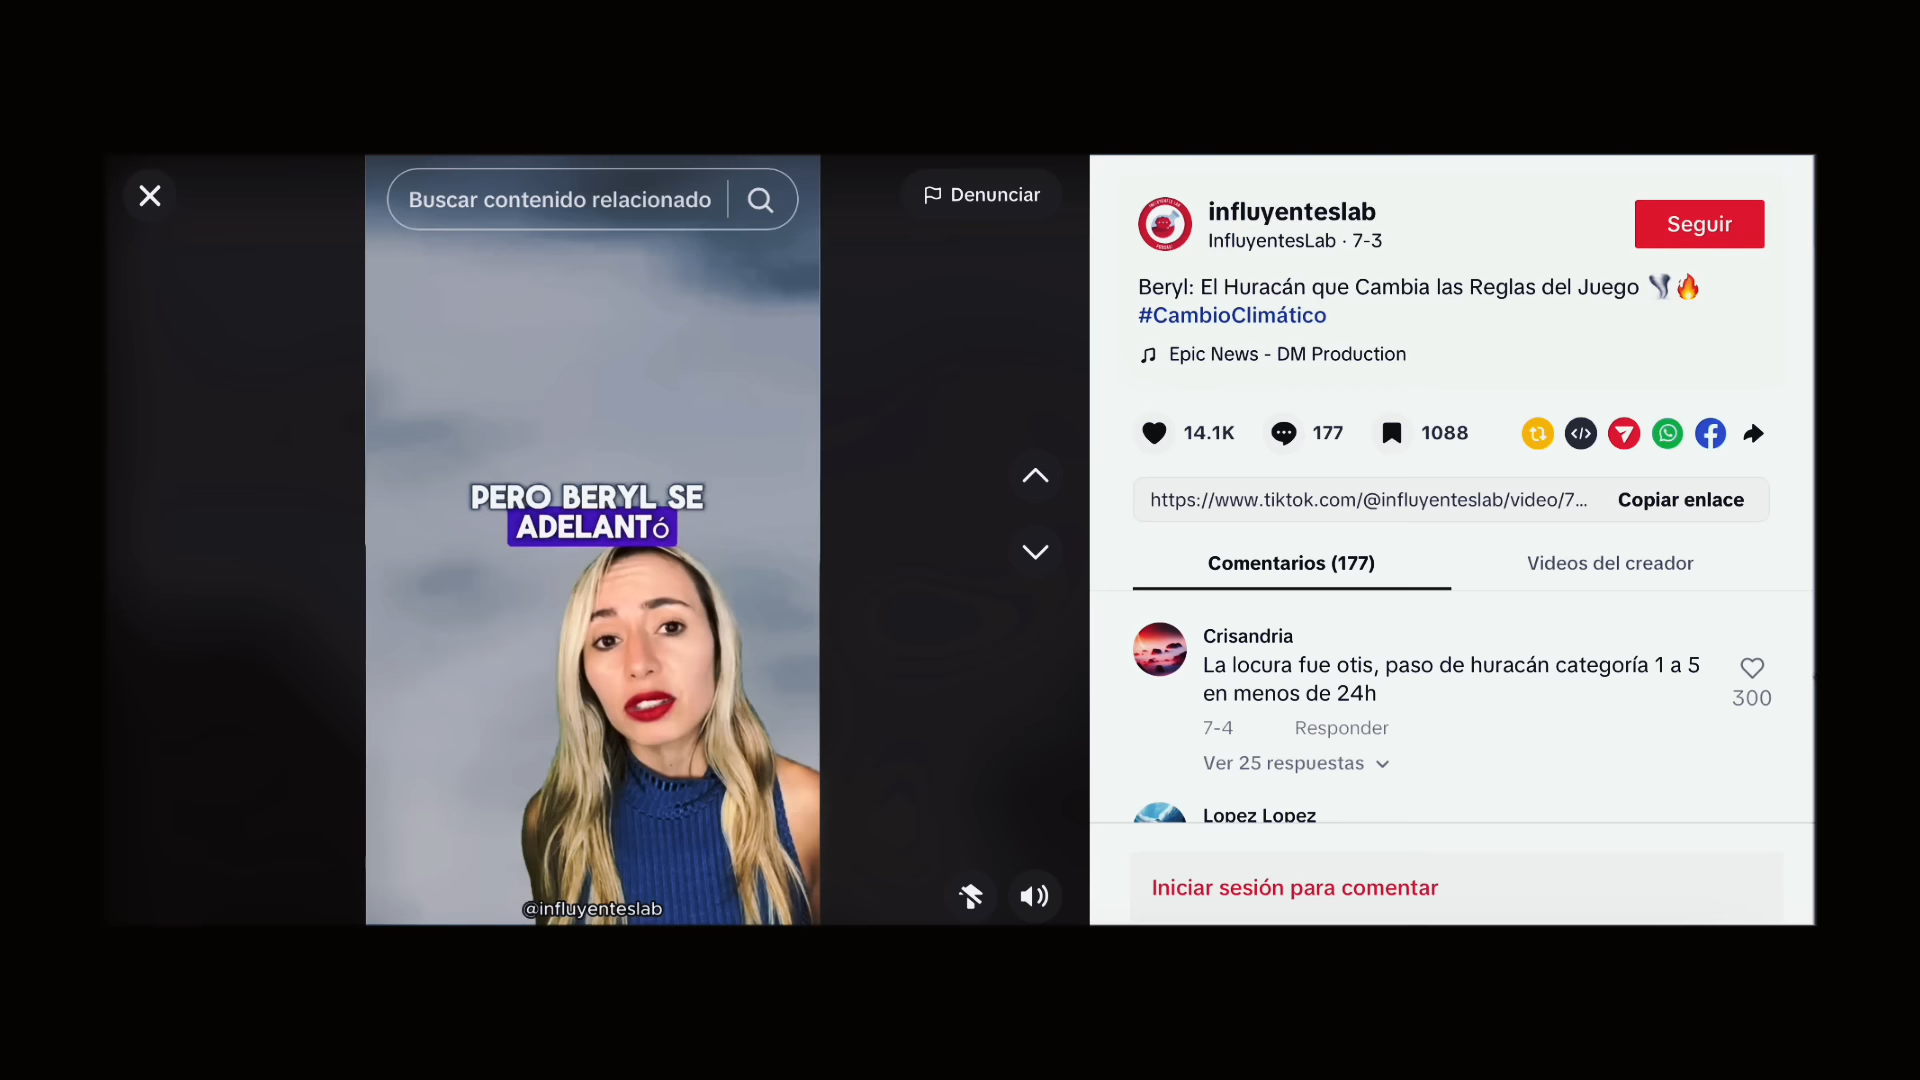 Buscar contenido relacionado
Denunciar
PERO BERYL SE
ADELANTó
@influyenteslab
influyenteslab
InfluyentesLab · 7-3
Seguir
Beryl: El Huracán que Cambia las Reglas del Juego 🌪️🔥
#CambioClimático
Epic News - DM Production
14.1K
177
1088
https://www.tiktok.com/@influyenteslab/video/7...
Copiar enlace
Comentarios (177)
Videos del creador
Crisandria
La locura fue otis, paso de huracán categoría 1 a 5
en menos de 24h
300
7-4 Responder
Ver 25 respuestas
Lopez Lopez
Iniciar sesión para comentar